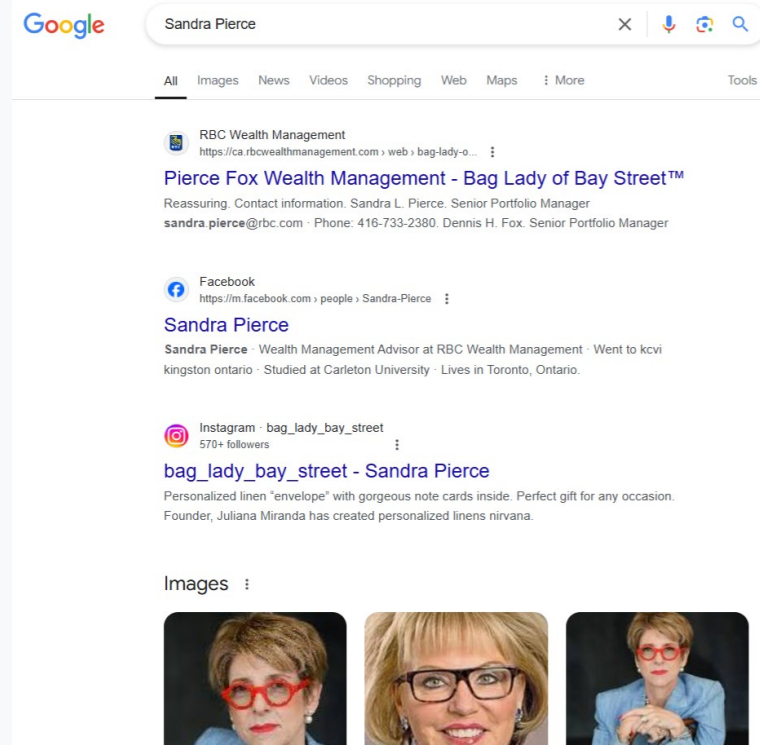 Google
Sandra Pierce
All Images News Videos Shopping Web Maps More Tools
RBC Wealth Management
https://ca.rbcwealthmanagement.com › web › bag-lady-o...
Pierce Fox Wealth Management - Bag Lady of Bay Street™
Reassuring. Contact information. Sandra L. Pierce. Senior Portfolio Manager
sandra.pierce@rbc.com · Phone: 416-733-2380. Dennis H. Fox. Senior Portfolio Manager
Facebook
https://m.facebook.com › people › Sandra-Pierce
Sandra Pierce
Sandra Pierce · Wealth Management Advisor at RBC Wealth Management · Went to kcvi
kingston ontario · Studied at Carleton University · Lives in Toronto, Ontario.
Instagram · bag_lady_bay_street
570+ followers
bag_lady_bay_street - Sandra Pierce
Personalized linen “envelope” with gorgeous note cards inside. Perfect gift for any occasion.
Founder, Juliana Miranda has created personalized linens nirvana.
Images